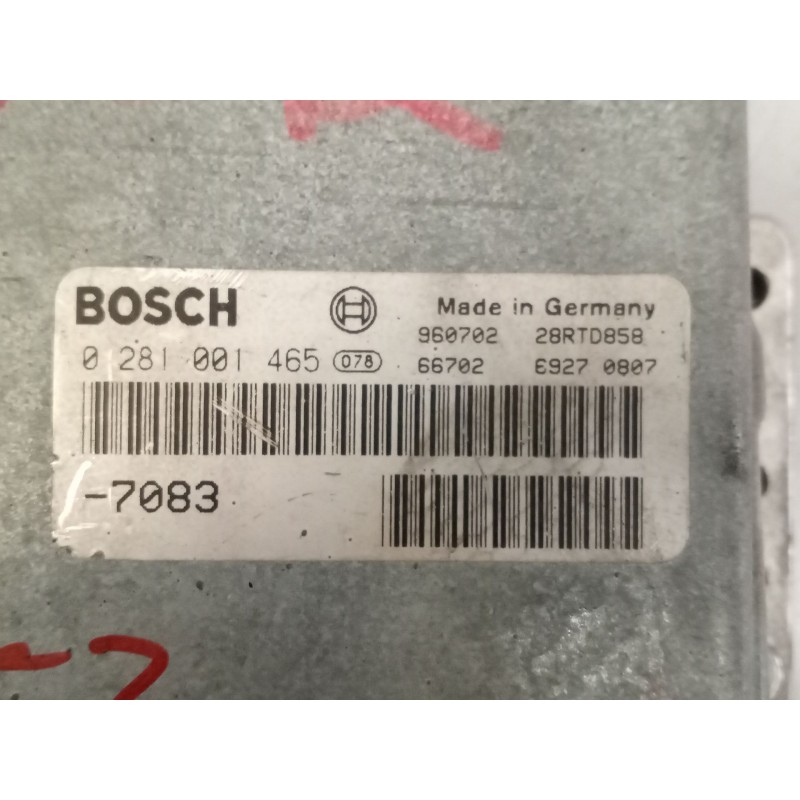 BOSCH
Made in Germany
960702 28RTD858
0 281 001 465 078
66702 6927 0807
-7083